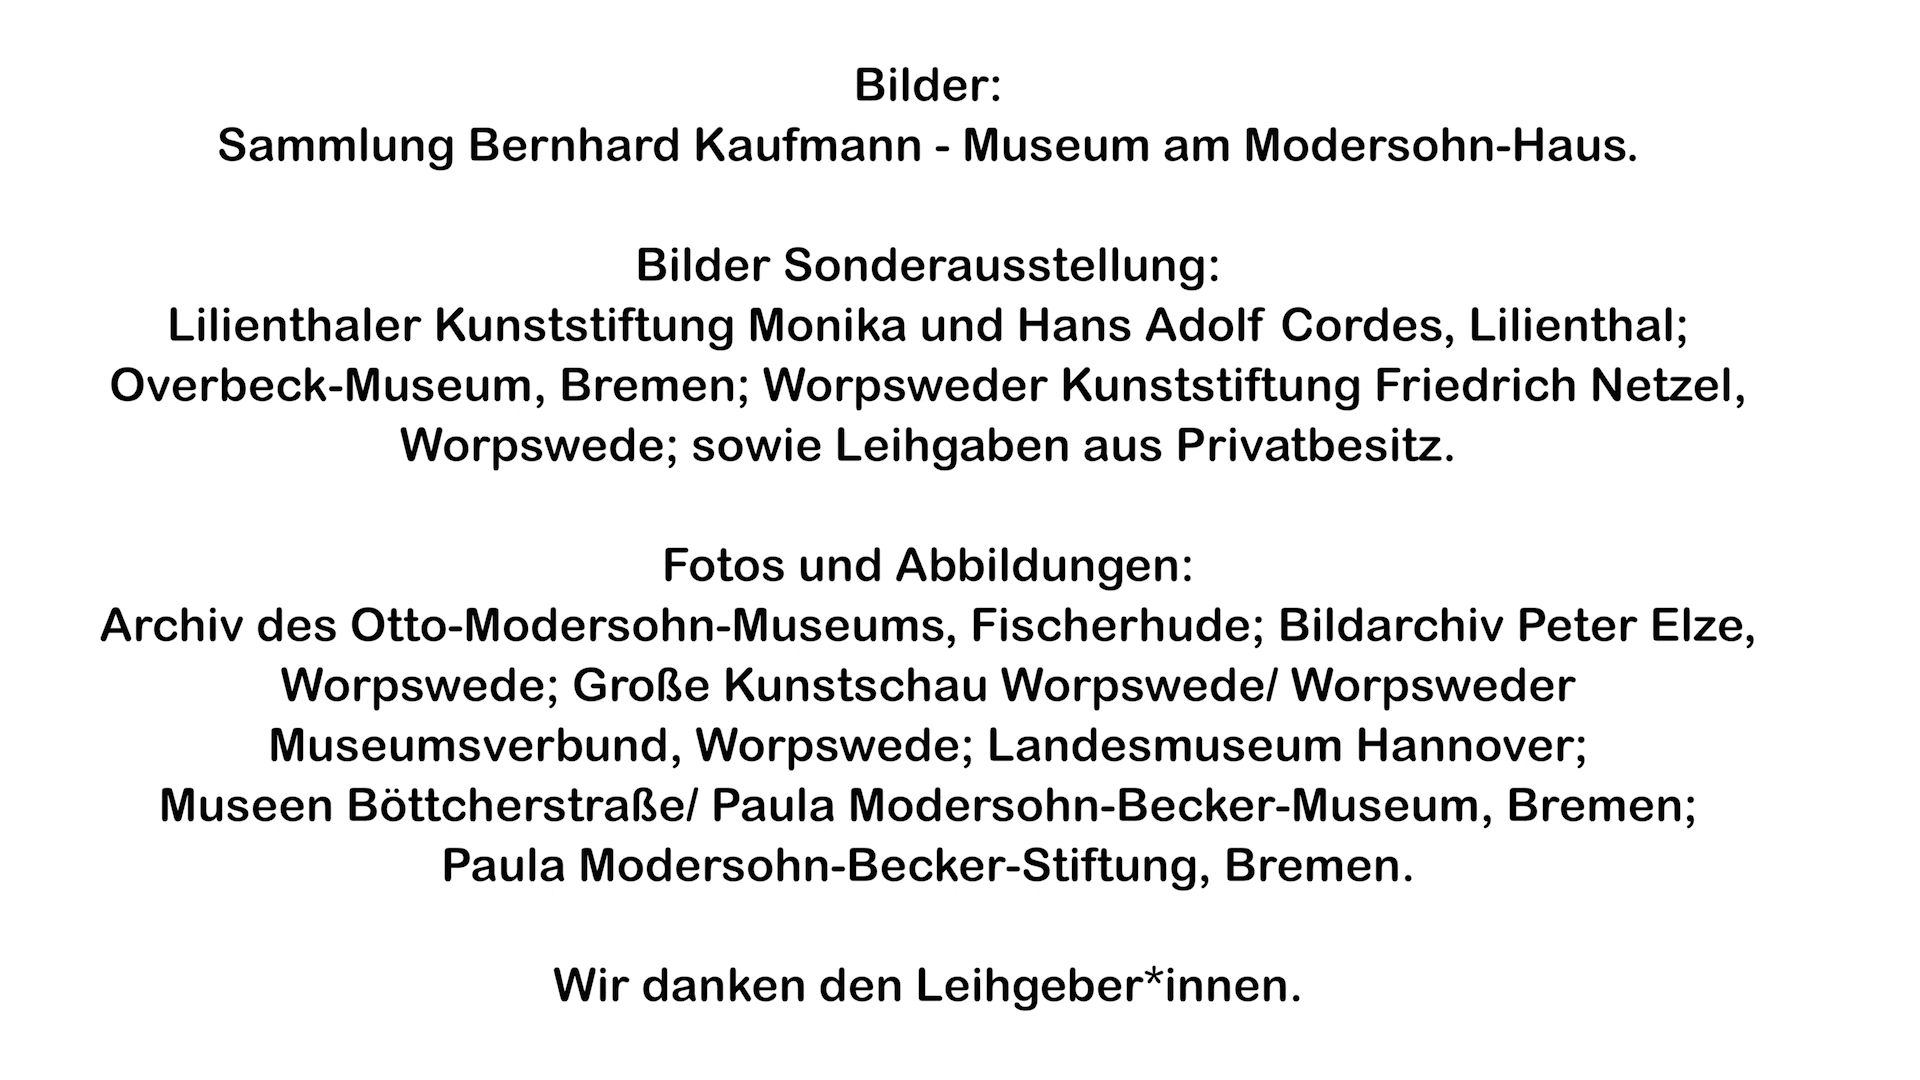 Bilder:
Sammlung Bernhard Kaufmann - Museum am Modersohn-Haus.
Bilder Sonderausstellung:
Lilienthaler Kunststiftung Monika und Hans Adolf Cordes, Lilienthal;
Overbeck-Museum, Bremen; Worpsweder Kunststiftung Friedrich Netzel,
Worpswede; sowie Leihgaben aus Privatbesitz.
Fotos und Abbildungen:
Archiv des Otto-Modersohn-Museums, Fischerhude; Bildarchiv Peter Elze,
Worpswede; Große Kunstschau Worpswede/ Worpsweder
Museumsverbund, Worpswede; Landesmuseum Hannover;
Museen Böttcherstraße/ Paula Modersohn-Becker-Museum, Bremen;
Paula Modersohn-Becker-Stiftung, Bremen.
Wir danken den Leihgeber*innen.